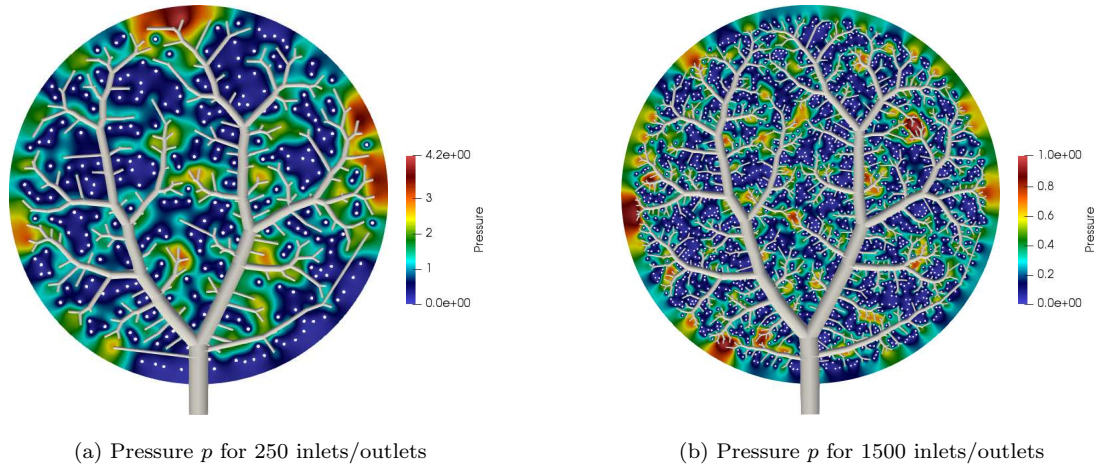 4.2e+00
3
2
1
0.0e+00
Pressure
1.0e+00
0.8
0.6
0.4
0.2
0.0e+00
Pressure
(a) Pressure p for 250 inlets/outlets
(b) Pressure p for 1500 inlets/outlets